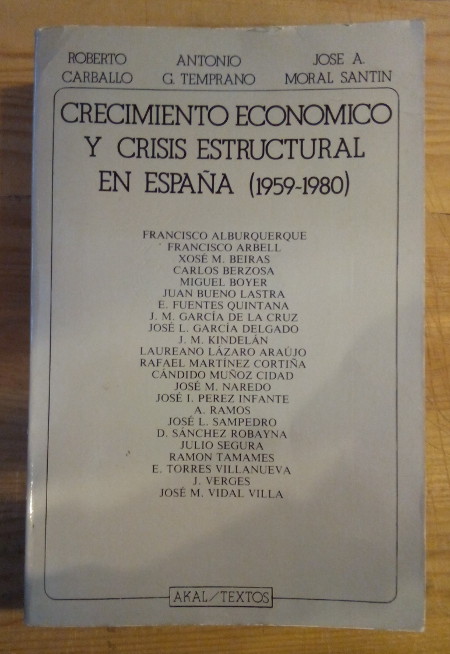 ROBERTO CARBALLO
ANTONIO G. TEMPRANO
JOSE A. MORAL SANTIN
CRECIMIENTO ECONOMICO
Y CRISIS ESTRUCTURAL
EN ESPAÑA (1959-1980)
FRANCISCO ALBURQUERQUE
FRANCISCO ARBELL
XOSÉ M. BEIRAS
CARLOS BERZOSA
MIGUEL BOYER
JUAN BUENO LASTRA
E. FUENTES QUINTANA
J. M. GARCÍA DE LA CRUZ
JOSÉ L. GARCÍA DELGADO
J. M. KINDELÁN
LAUREANO LÁZARO ARAÚJO
RAFAEL MARTÍNEZ CORTIÑA
CÁNDIDO MUÑOZ CIDAD
JOSÉ M. NAREDO
JOSÉ I. PEREZ INFANTE
A. RAMOS
JOSÉ L. SAMPEDRO
D. SÁNCHEZ ROBAYNA
JULIO SEGURA
RAMON TAMAMES
E. TORRES VILLANUEVA
J. VERGES
JOSÉ M. VIDAL VILLA
AKAL/TEXTOS